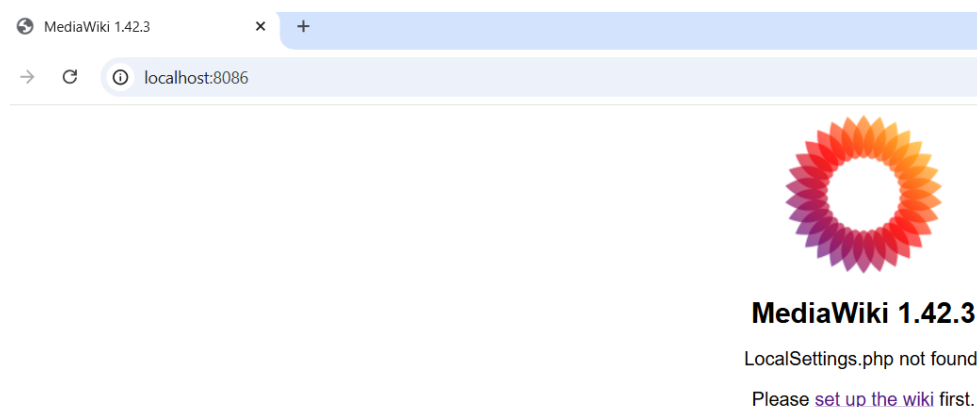 MediaWiki 1.42.3
localhost:8086
MediaWiki 1.42.3
LocalSettings.php not found
Please set up the wiki first.